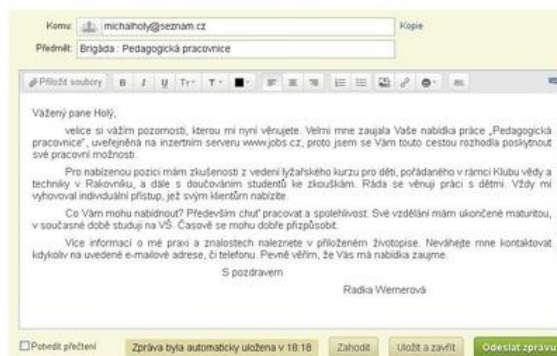 Komu: michalholy@seznam.cz Kopie
Předmět: Brigáda : Pedagogická pracovnice
Přiložit soubory B I U TT T
Vážený pane Holý,
velice si vážím pozornosti, kterou mi nyní věnujete. Velmi mne zaujala Vaše nabídka práce „Pedagogická
pracovnice", uveřejněná na inzertním serveru www.jobs.cz, proto jsem se Vám touto cestou rozhodla poskytnout
své pracovní možnosti.
Pro nabízenou pozici mám zkušenosti z vedení lyžařského kurzu pro děti, pořádaného v rámci Klubu vědy a
techniky v Rakovníku, a dále s doučováním studentů ke zkouškám. Ráda se věnuji práci s dětmi. Vždy mi
vyhovoval individuální přístup, jež svým klientům nabízíte.
Co Vám mohu nabídnout? Především chuť pracovat a spolehlivost. Své vzdělání mám ukončené maturitou,
v současné době studuji na VŠ. Časově se mohu dobře přizpůsobit.
Více informací o mé praxi a znalostech naleznete v přiloženém životopise. Neváhejte mne kontaktovat
kdykoliv na uvedené e-mailové adrese, či telefonu. Pevně věřím, že Vás má nabídka zaujme.
S pozdravem
Radka Wernerová
Potvrdit přečtení Zpráva byla automaticky uložena v 18:18 Zahodit Uložit a zavřít Odeslat zprávu